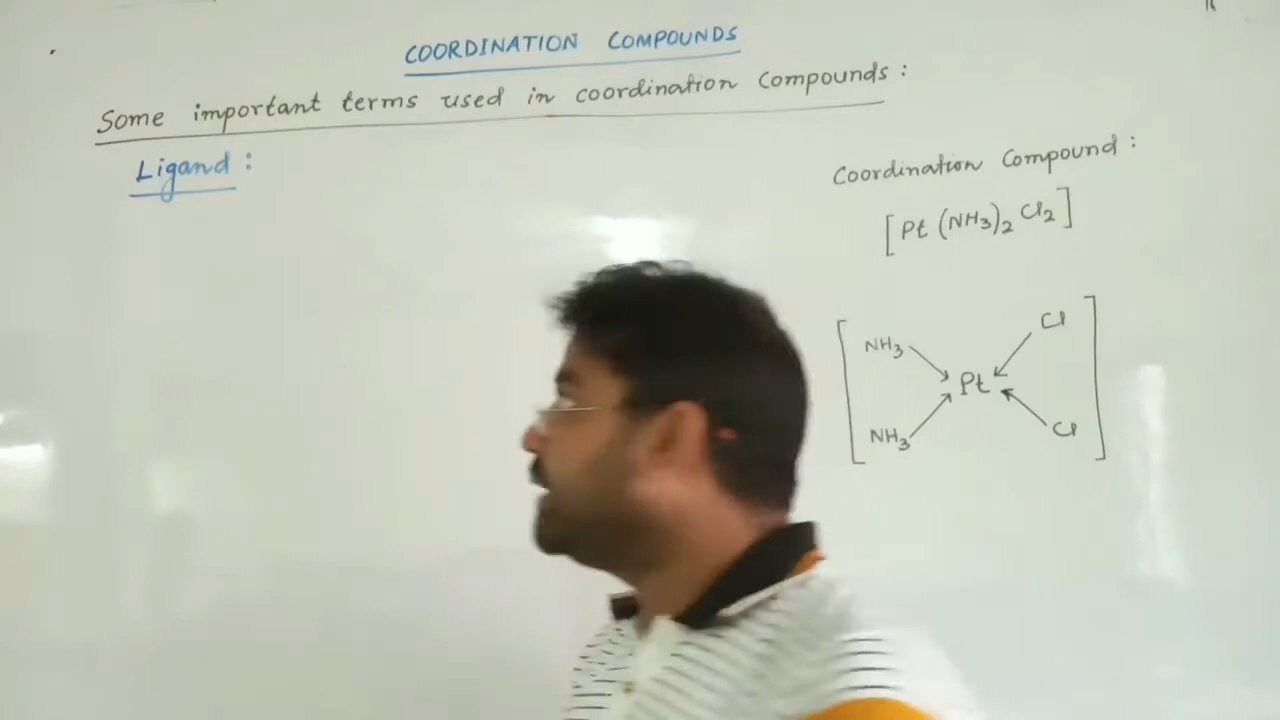 COORDINATION COMPOUNDS
Some important terms used in coordination compounds :
Ligand :
Coordination Compound :
[Pt (NH3)2 Cl2]
NH3 Cl
Pt
NH3 Cl